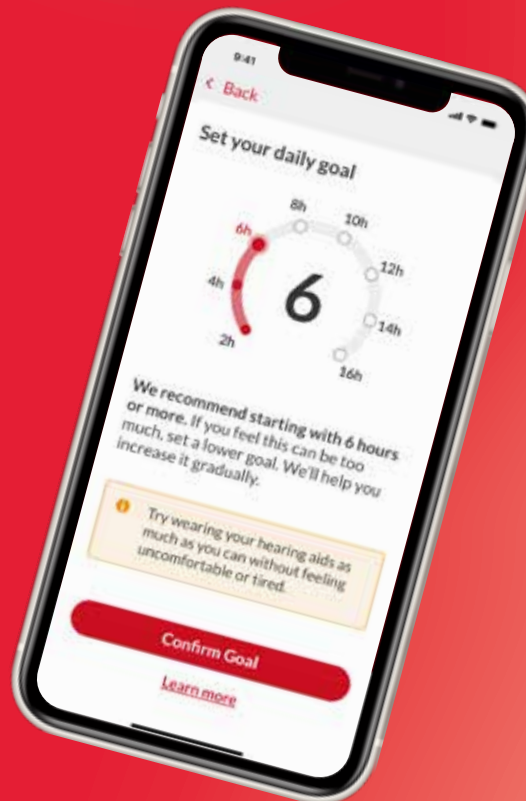 9:41
Back
Set your daily goal
8h
10h
6h
12h
4h
6
14h
2h
16h
We recommend starting with 6 hours
or more. If you feel this can be too
much, set a lower goal. We'll help you
increase it gradually.
Try wearing your hearing aids as
much as you can without feeling
uncomfortable or tired.
Confirm Goal
Learn more